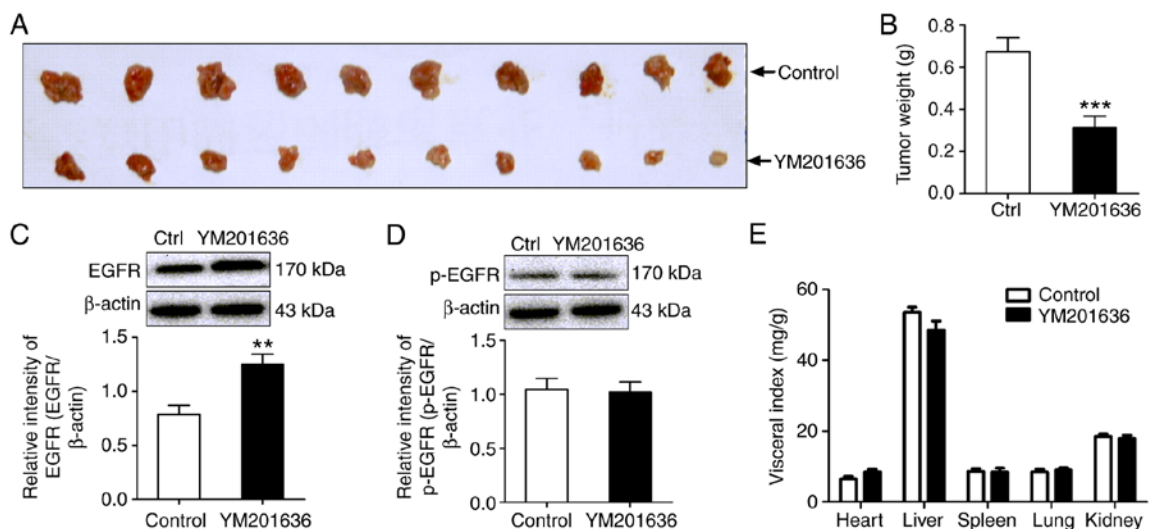 A
Control
YM201636
B
Tumor weight (g)
0.8
0.6
0.4
0.2
0.0
***
Ctrl YM201636
C
Ctrl YM201636
EGFR 170 kDa
β-actin 43 kDa
Relative intensity of
EGFR (EGFR/
β-actin)
1.5
1.0
0.5
0.0
**
Control YM201636
D
Ctrl YM201636
p-EGFR 170 kDa
β-actin 43 kDa
Relative intensity of
p-EGFR (p-EGFR/
β-actin)
1.5
1.0
0.5
0.0
Control YM201636
E
Control
YM201636
Visceral index (mg/g)
60
40
20
0
Heart Liver Spleen Lung Kidney